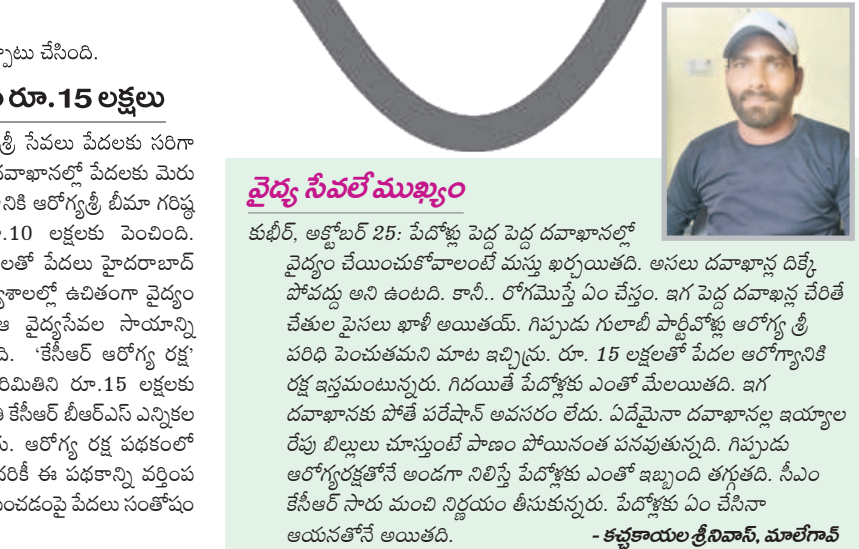 ప్పాటు చేసింది.
రూ.15 లక్షలు
శ్రీ సేవలు పేదలకు సరిగా
దవాఖానల్లో పేదలకు మెరు
నికి ఆరోగ్యశ్రీ బీమా గరిష్ఠ
.10 లక్షలకు పెంచింది.
లతో పేదలు హైదరాబాద్
శాలల్లో ఉచితంగా వైద్యం
ఆ వైద్యసేవల సాయాన్ని
ది. ‘కేసీఆర్ ఆరోగ్య రక్ష’
రిమితిని రూ.15 లక్షలకు
కేసీఆర్ బీఆర్ఎస్ ఎన్నికల
రు. ఆరోగ్య రక్ష పథకంలో
దరికీ ఈ పథకాన్ని వర్తింప
ంచడంపై పేదలు సంతోషం
వైద్య సేవలే ముఖ్యం
కుభీర్, అక్టోబర్ 25: పేదోళ్లు పెద్ద పెద్ద దవాఖానల్లో
వైద్యం చేయించుకోవాలంటే మస్తు ఖర్చయితది. అసలు దవాఖాన్ల దిక్కే
పోవద్దు అని ఉంటది. కానీ.. రోగమొస్తే ఏం చేస్తం. ఇగ పెద్ద దవాఖన్ల చేరితే
చేతుల పైసలు ఖాళీ అయితయ్. గిప్పుడు గులాబీ పార్టీవోళ్లు ఆరోగ్య శ్రీ
పరిధి పెంచుతమని మాట ఇచ్చిన్రు. రూ. 15 లక్షలతో పేదల ఆరోగ్యానికి
రక్ష ఇస్తమంటున్నరు. గిదయితే పేదోళ్లకు ఎంతో మేలయితది. ఇగ
దవాఖానకు పోతే పరేషాన్ అవసరం లేదు. ఏదేమైనా దవాఖానల్ల ఇయ్యాల
రేపు బిల్లులు చూస్తుంటే పాణం పోయినంత పనవుతున్నది. గిప్పుడు
ఆరోగ్యరక్షతోనే అండగా నిలిస్తే పేదోళ్లకు ఎంతో ఇబ్బంది తగ్గుతది. సీఎం
కేసీఆర్ సారు మంచి నిర్ణయం తీసుకున్నరు. పేదోళ్లకు ఏం చేసినా
ఆయనతోనే అయితది. - కచ్చకాయల శ్రీనివాస్, మాలేగావ్